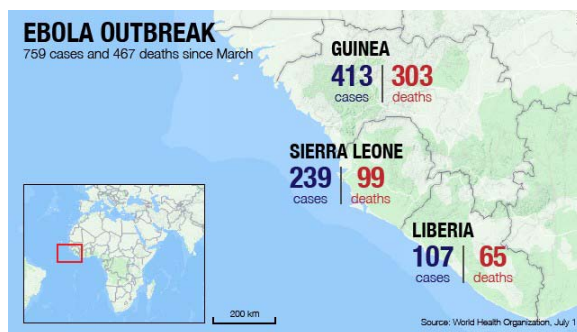 EBOLA OUTBREAK
759 cases and 467 deaths since March
GUINEA
413 303
cases deaths
SIERRA LEONE
239 99
cases deaths
LIBERIA
107 65
cases deaths
200 km
Source: World Health Organization, July 1